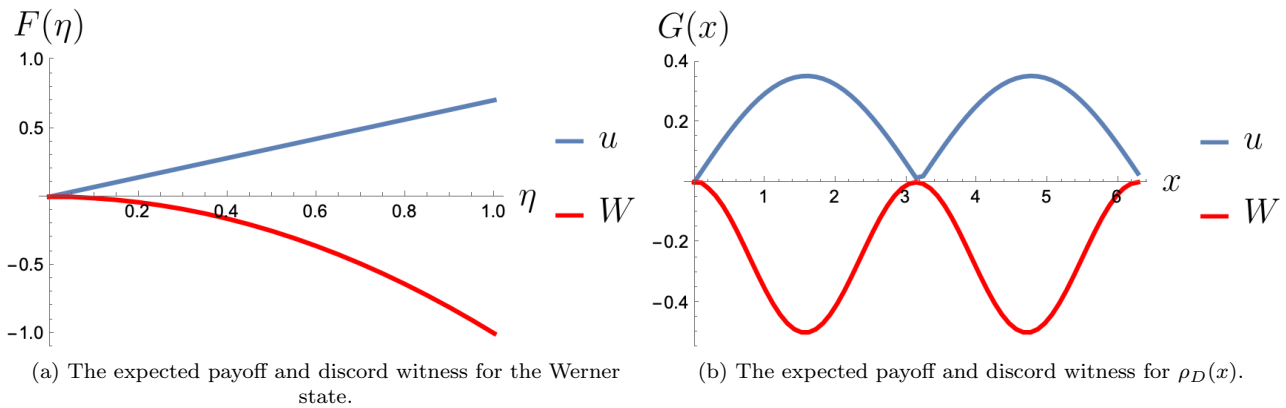 F(η)
1.0
0.5
0
−0.5
−1.0
0.2
0.4
0.6
0.8
1.0
η
u
W
(a) The expected payoff and discord witness for the Werner
state.
G(x)
0.4
0.2
−0.2
−0.4
1
2
3
4
5
6
x
u
W
(b) The expected payoff and discord witness for ρ_D(x).